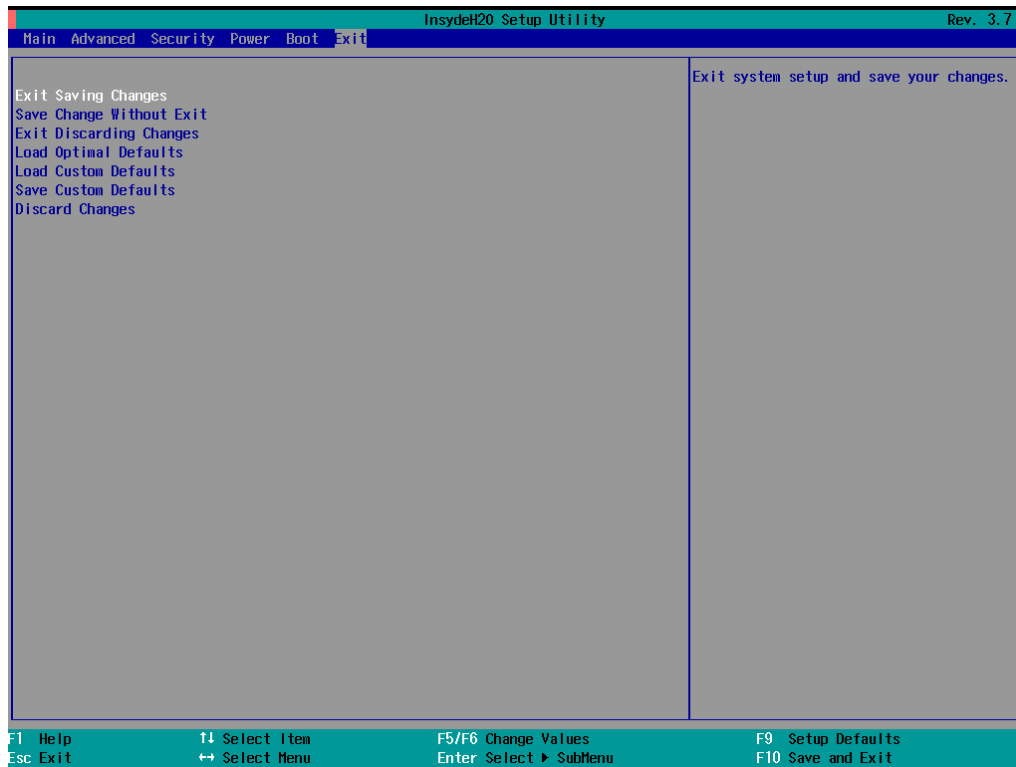 InsydeH20 Setup Utility Rev. 3.7
Main Advanced Security Power Boot Exit
Exit system setup and save your changes.
Exit Saving Changes
Save Change Without Exit
Exit Discarding Changes
Load Optimal Defaults
Load Custom Defaults
Save Custom Defaults
Discard Changes
F1 Help ↑↓ Select Item F5/F6 Change Values F9 Setup Defaults
Esc Exit ↔ Select Menu Enter Select ▶ SubMenu F10 Save and Exit